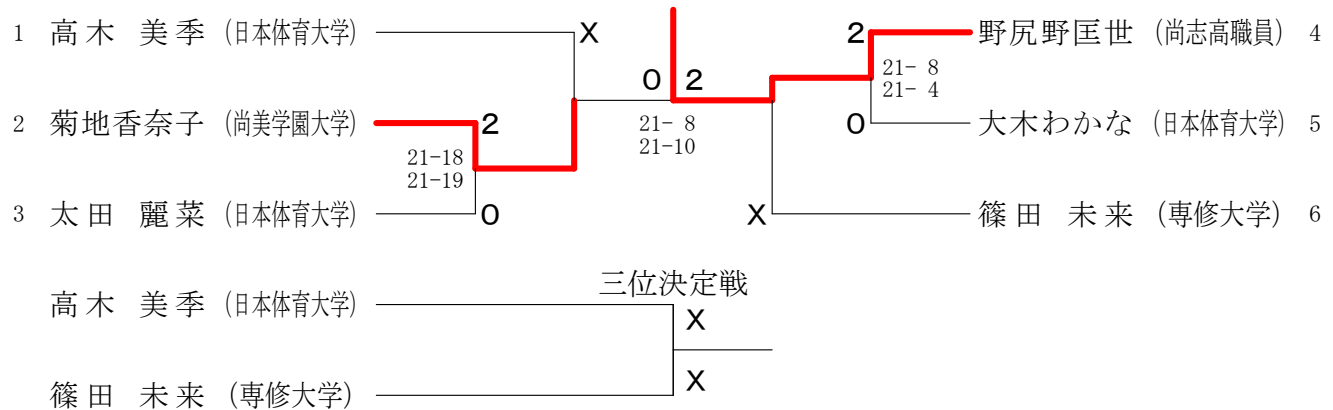 1 高木 美季 (日本体育大学) X 2 野尻野匡世 (尚志高職員) 4
0 2 21- 8
21- 4
2 菊地香奈子 (尚美学園大学) 2 21- 8 0 大木わかな (日本体育大学) 5
21-10
21-18
21-19
3 太田 麗菜 (日本体育大学) 0 X 篠田 未来 (専修大学) 6
三位決定戦
高木 美季 (日本体育大学) X
篠田 未来 (専修大学) X